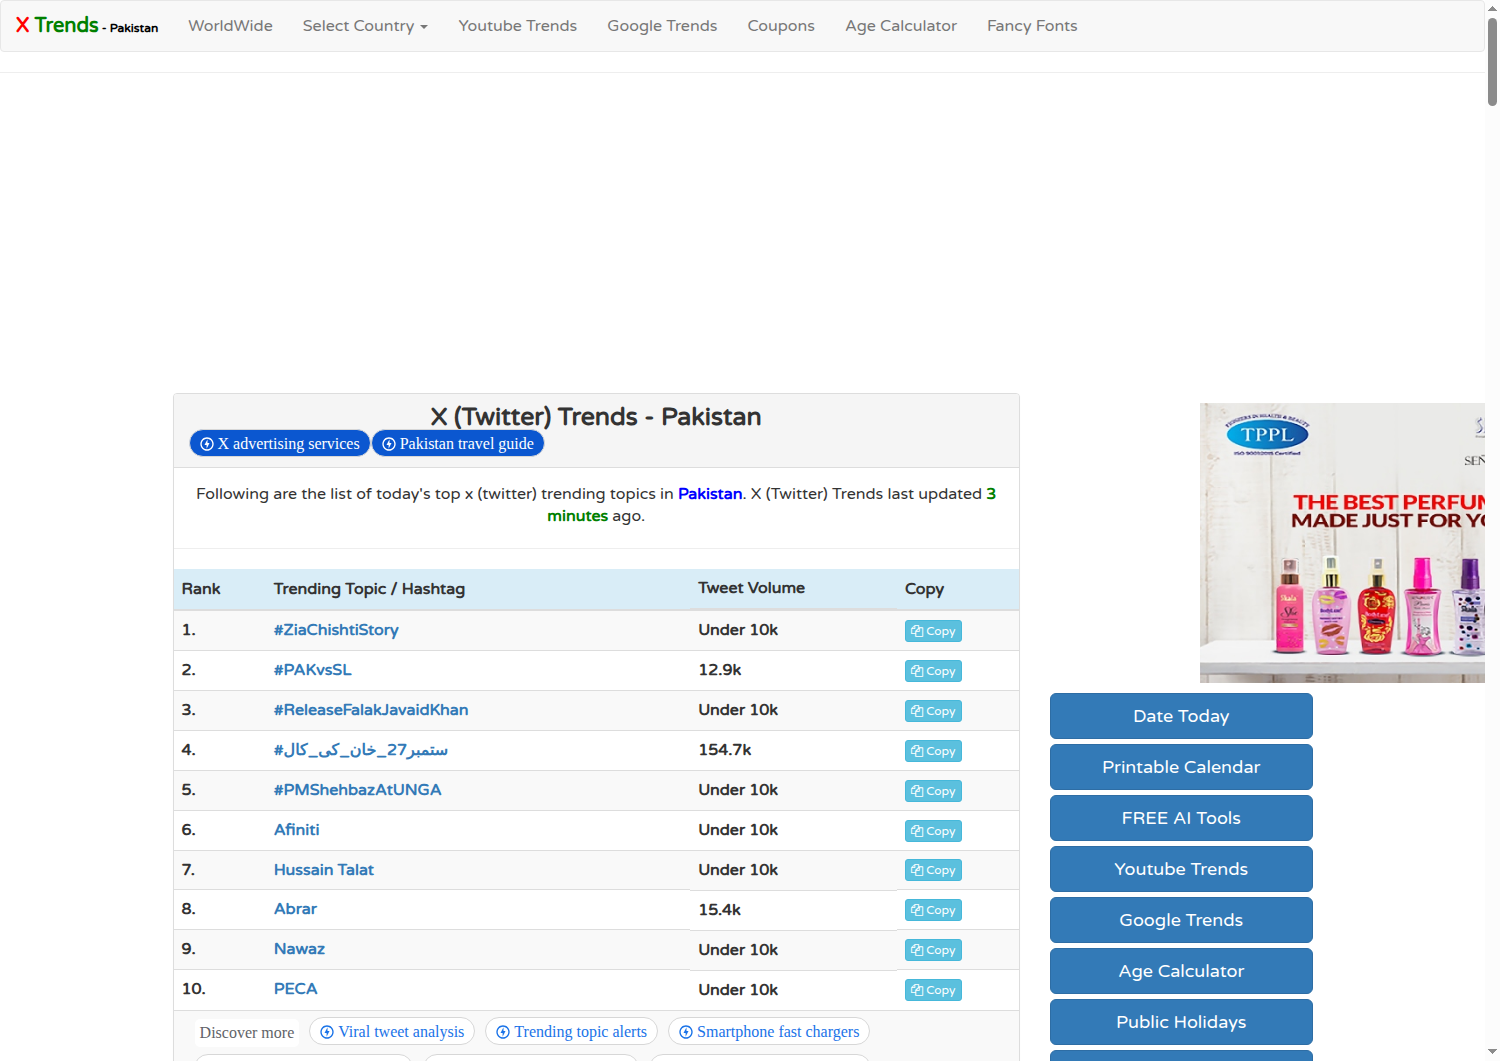 X Trends - Pakistan WorldWide Select Country Youtube Trends Google Trends Coupons Age Calculator Fancy Fonts
X (Twitter) Trends - Pakistan
X advertising services Pakistan travel guide
Following are the list of today's top x (twitter) trending topics in Pakistan. X (Twitter) Trends last updated 3
minutes ago.
Rank Trending Topic / Hashtag Tweet Volume Copy
1. #ZiaChishtiStory Under 10k Copy
2. #PAKvsSL 12.9k Copy
3. #ReleaseFalakJavaidKhan Under 10k Copy
4. #ستمبر27_خان_کی_کال 154.7k Copy
5. #PMShehbazAtUNGA Under 10k Copy
6. Afiniti Under 10k Copy
7. Hussain Talat Under 10k Copy
8. Abrar 15.4k Copy
9. Nawaz Under 10k Copy
10. PECA Under 10k Copy
Discover more Viral tweet analysis Trending topic alerts Smartphone fast chargers
TPPL
THE BEST PERFUM
MADE JUST FOR YO
Date Today
Printable Calendar
FREE AI Tools
Youtube Trends
Google Trends
Age Calculator
Public Holidays